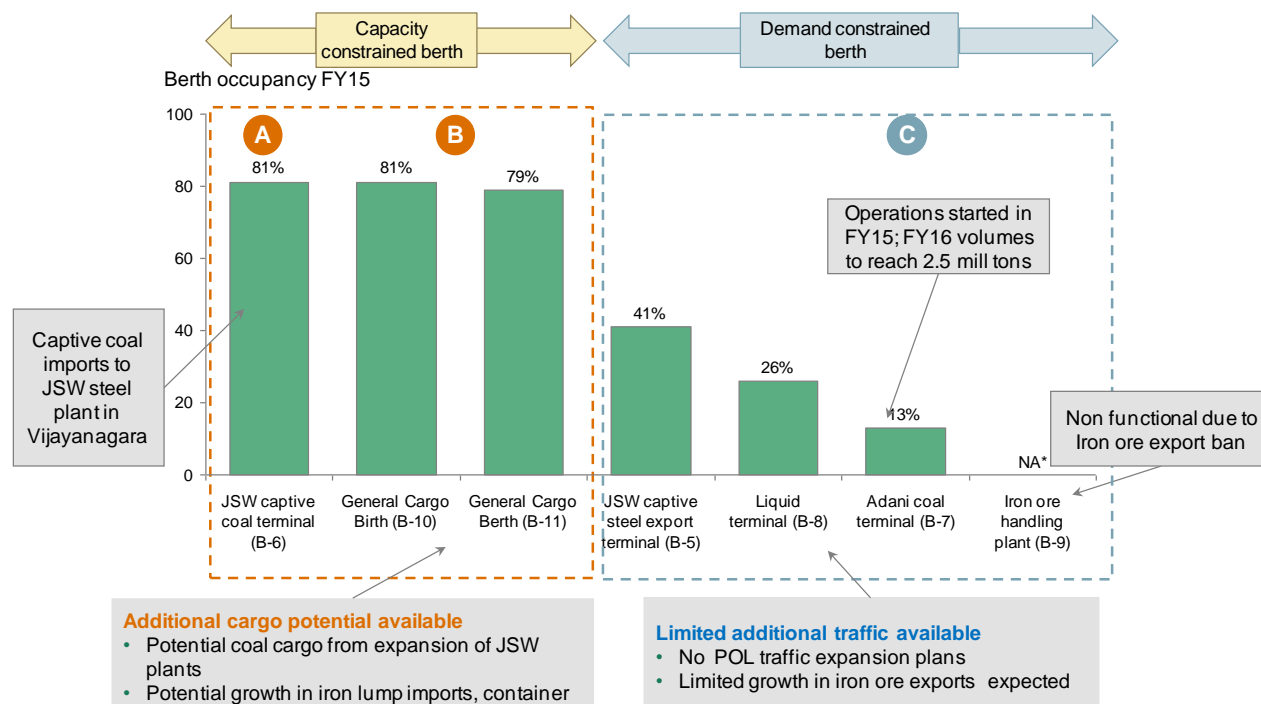 Capacity
constrained berth
Demand constrained
berth
Berth occupancy FY15
100
80
60
40
20
0
A
B
C
81%
81%
79%
41%
26%
13%
NA*
Operations started in
FY15; FY16 volumes
to reach 2.5 mill tons
Captive coal
imports to
JSW steel
plant in
Vijayanagara
Non functional due to
Iron ore export ban
JSW captive
coal terminal
(B-6)
General Cargo
Birth (B-10)
General Cargo
Berth (B-11)
JSW captive
steel export
terminal (B-5)
Liquid
terminal (B-8)
Adani coal
terminal (B-7)
Iron ore
handling
plant (B-9)
Additional cargo potential available
• Potential coal cargo from expansion of JSW
plants
• Potential growth in iron lump imports, container
Limited additional traffic available
• No POL traffic expansion plans
• Limited growth in iron ore exports expected